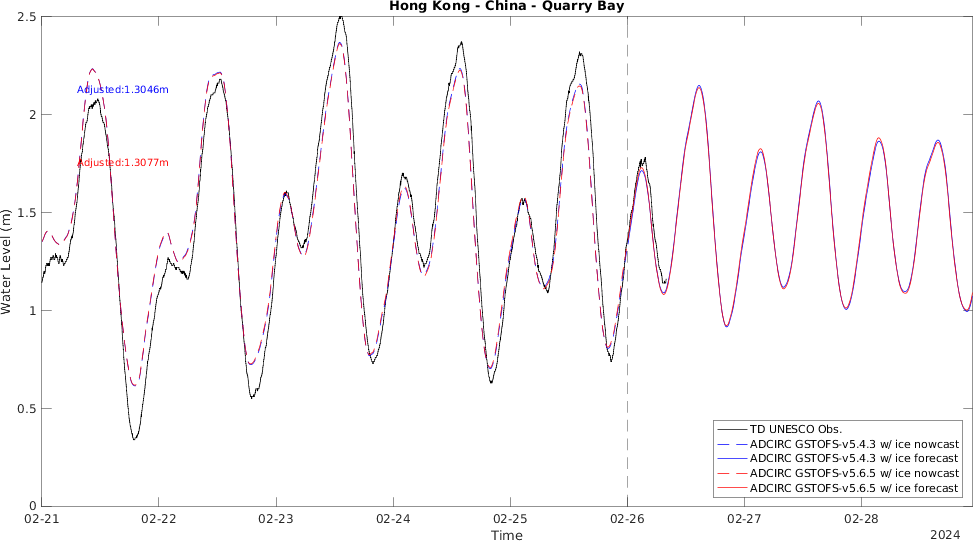 Hong Kong - China - Quarry Bay
Water Level (m)
2.5
2
1.5
1
0.5
0
Adjusted:1.3046m
Adjusted:1.3077m
TD UNESCO Obs.
ADCIRC GSTOFS-v5.4.3 w/ ice nowcast
ADCIRC GSTOFS-v5.4.3 w/ ice forecast
ADCIRC GSTOFS-v5.6.5 w/ ice nowcast
ADCIRC GSTOFS-v5.6.5 w/ ice forecast
02-21 02-22 02-23 02-24 02-25 02-26 02-27 02-28
Time
2024